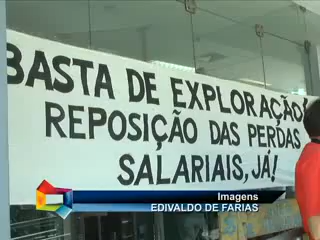 BASTA DE EXPLORAÇÃO!
REPOSIÇÃO DAS PERDAS
SALARIAIS, JÁ!
Imagens
EDIVALDO DE FARIAS